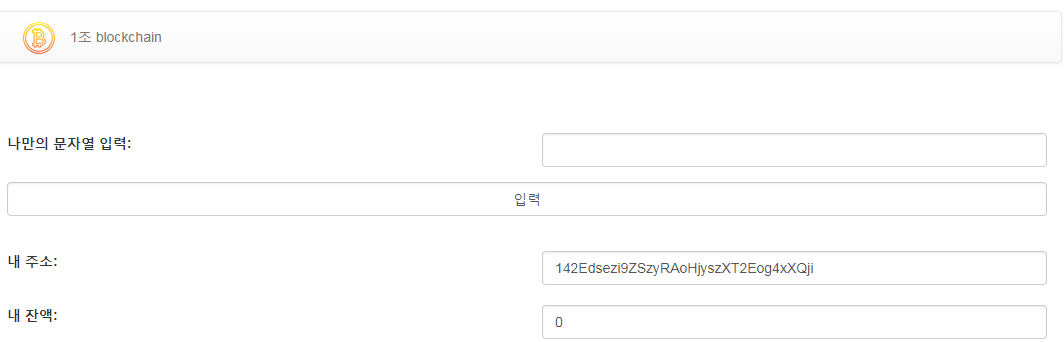 1조 blockchain
나만의 문자열 입력:
입력
내 주소:
142Edsezi9ZSzyRAoHjyszXT2Eog4xXQji
내 잔액:
0